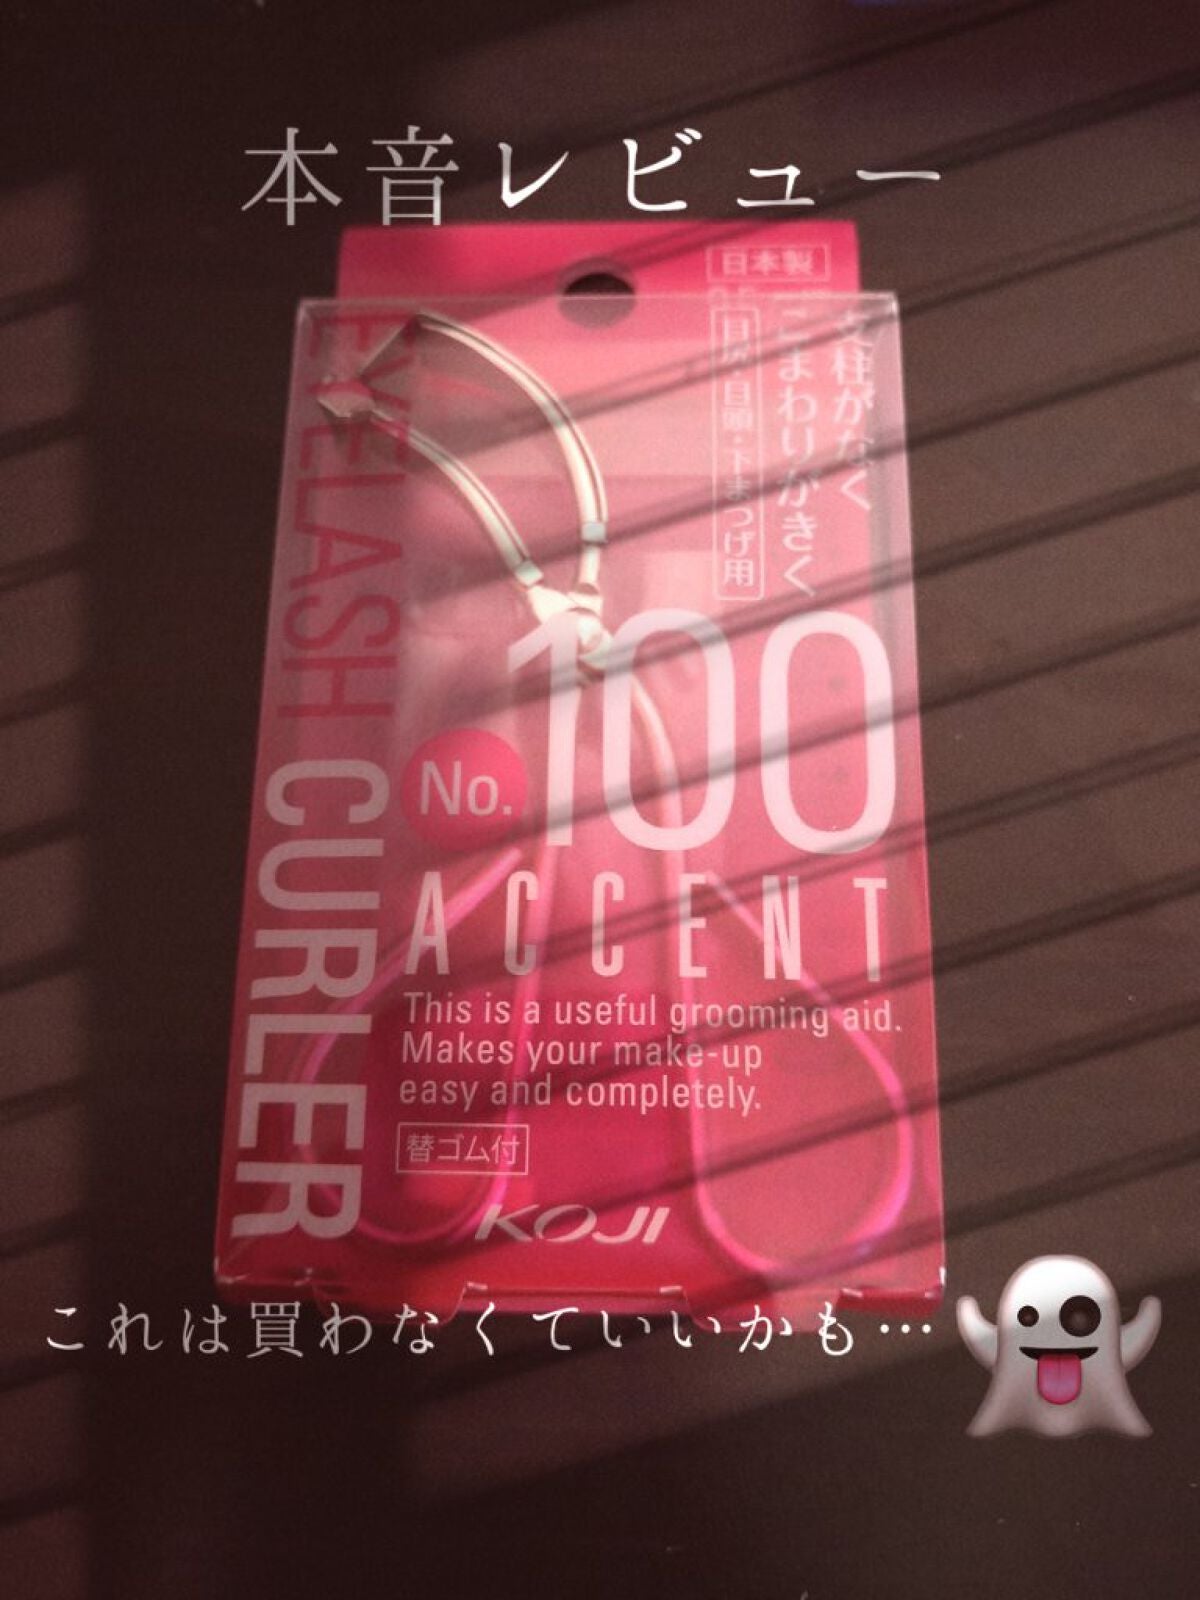 本音レビュー
日本製
支柱がなく
こまわりがきく
目尻・目頭・下まつげ用
EYELASH CURLER
No.100
ACCENT
This is a useful grooming aid.
Makes your make-up
easy and completely.
替ゴム付
KOJI
これは買わなくていいかも…